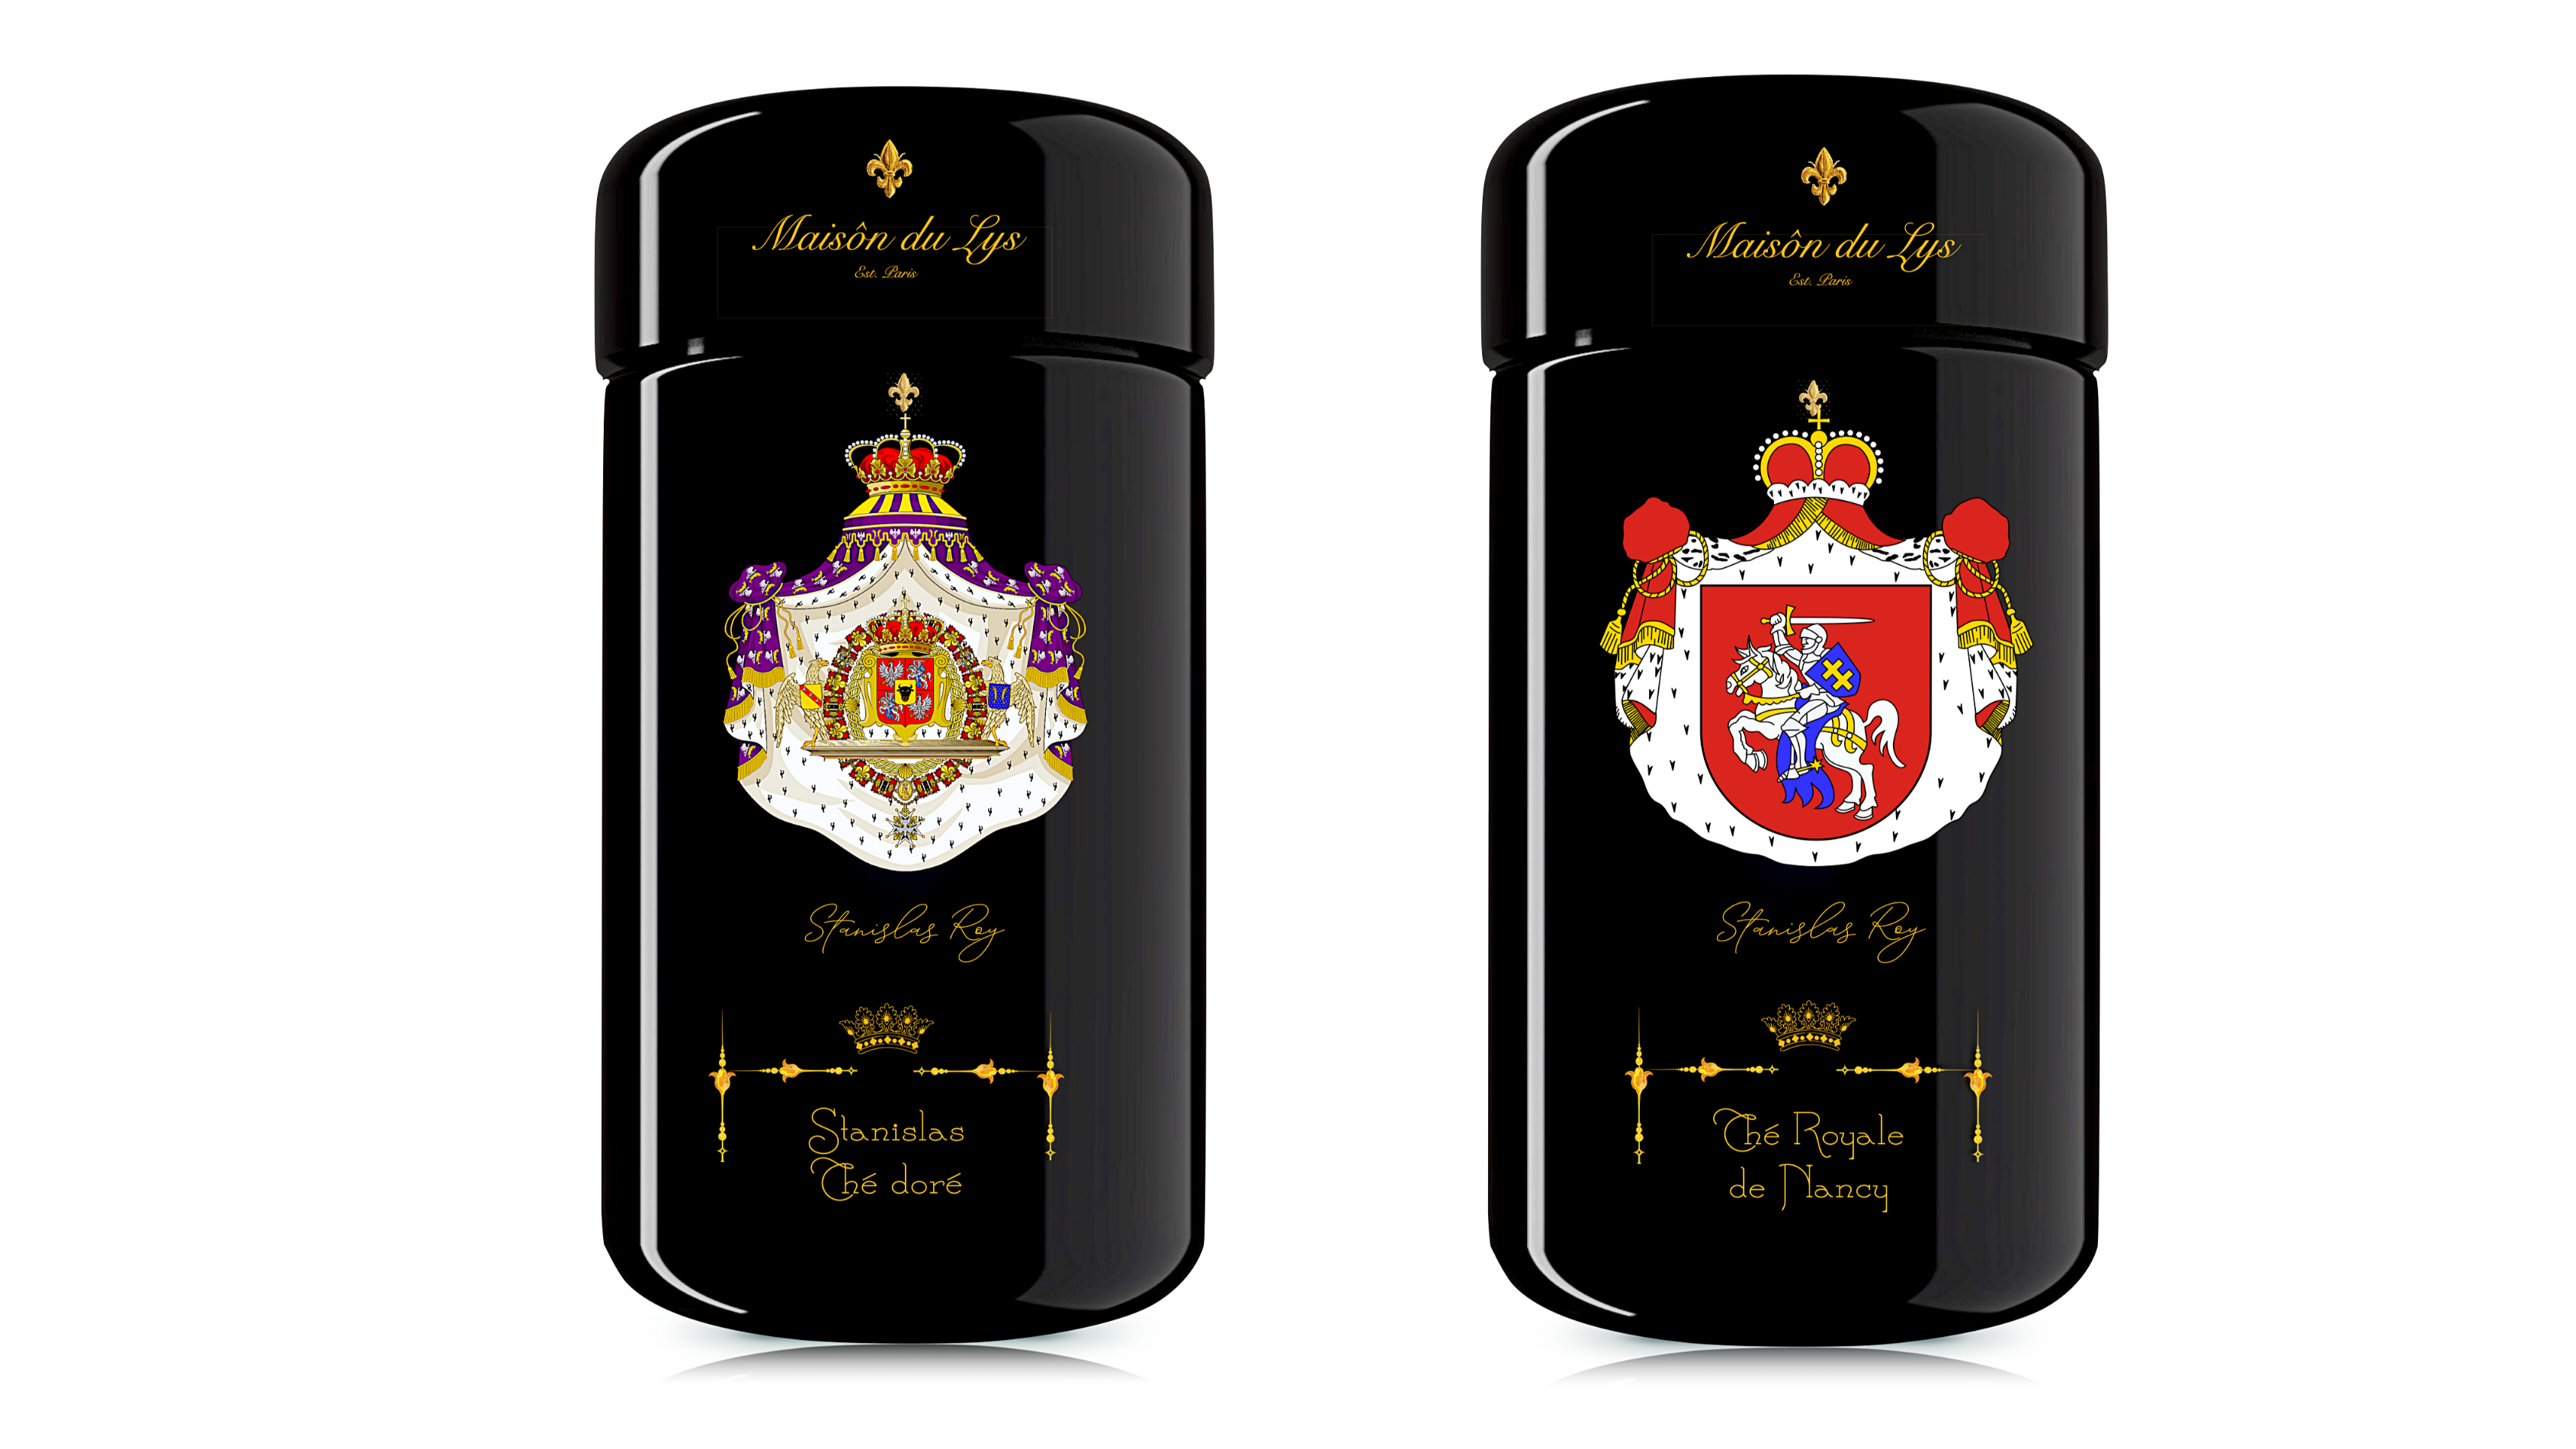 Maisôn du Lys
Est. Paris
Stanislas Roy
Stanislas
Thé doré
Maisôn du Lys
Est. Paris
Stanislas Roy
Thé Royale
de Nancy